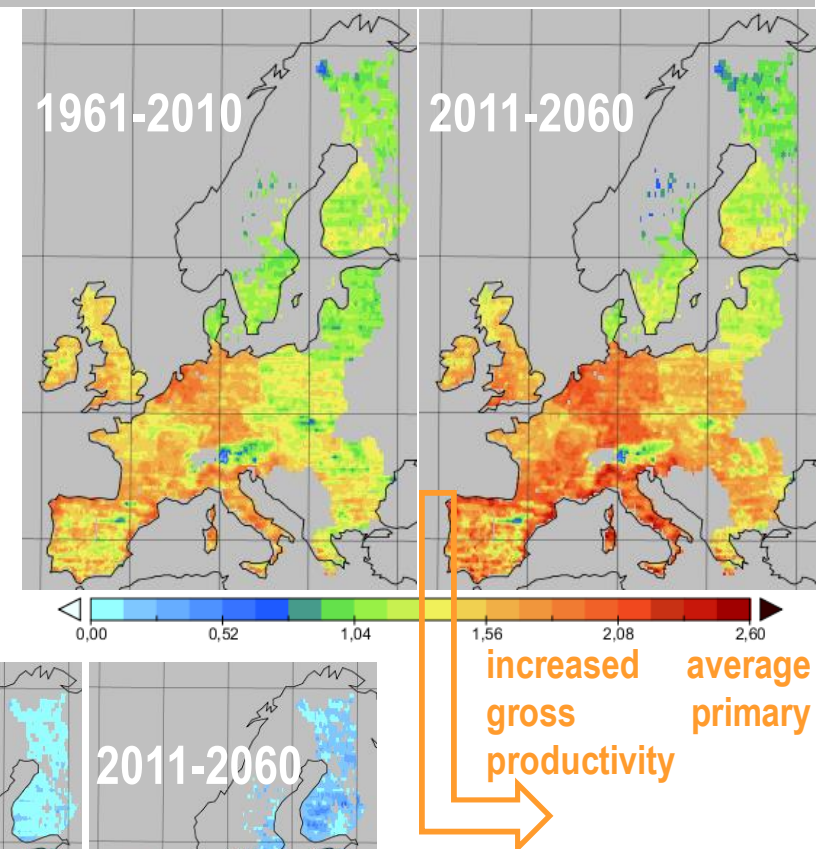 1961-2010
2011-2060
0,00 0,52 1,04 1,56 2,08 2,60
increased average
gross primary
productivity
2011-2060